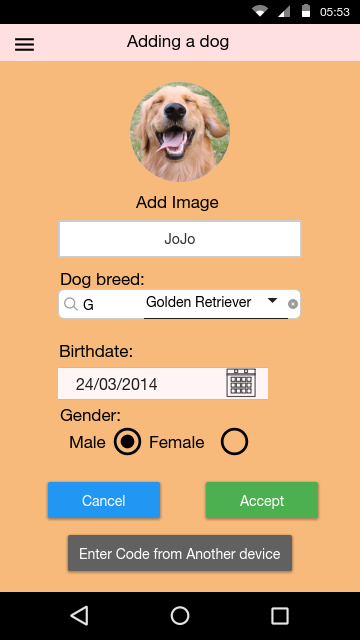 05:53
Adding a dog
Add Image
JoJo
Dog breed:
G Golden Retriever
Birthdate:
24/03/2014
Gender:
Male Female
Cancel Accept
Enter Code from Another device